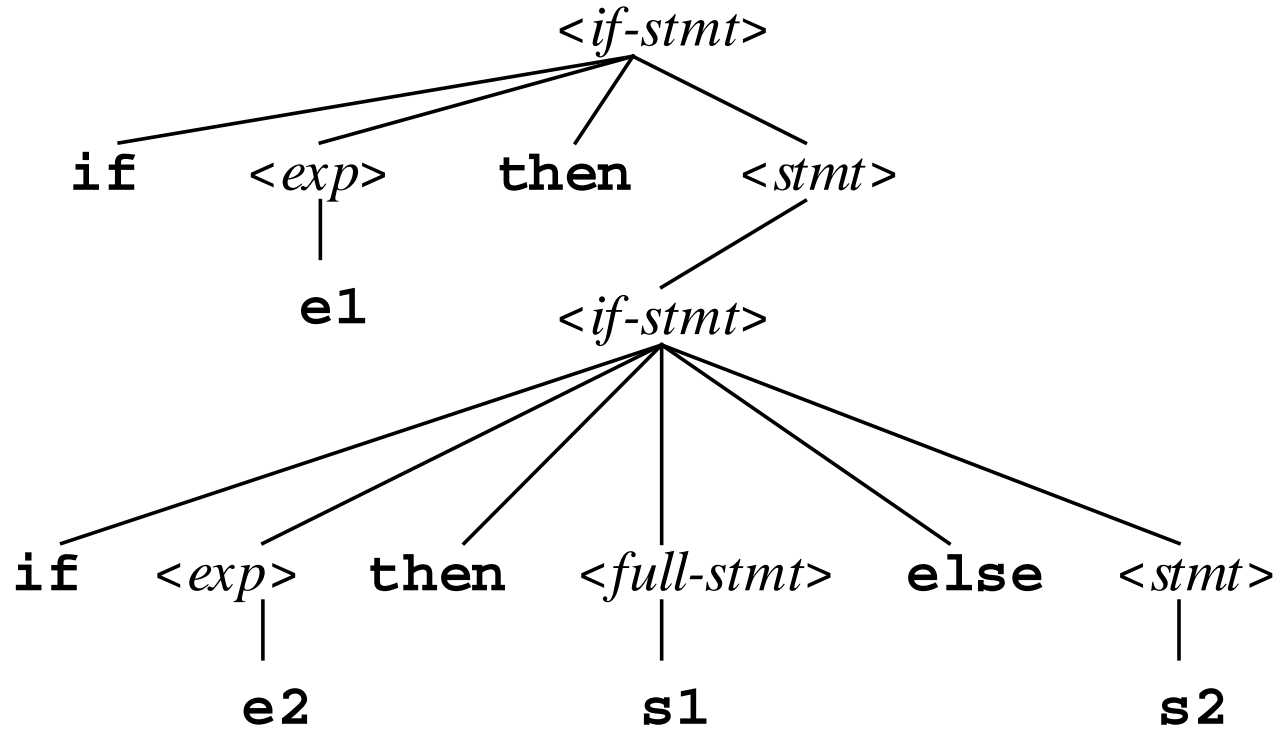 <if-stmt>
if <exp> then <stmt>
e1
<if-stmt>
if <exp> then <full-stmt> else <stmt>
e2 s1 s2